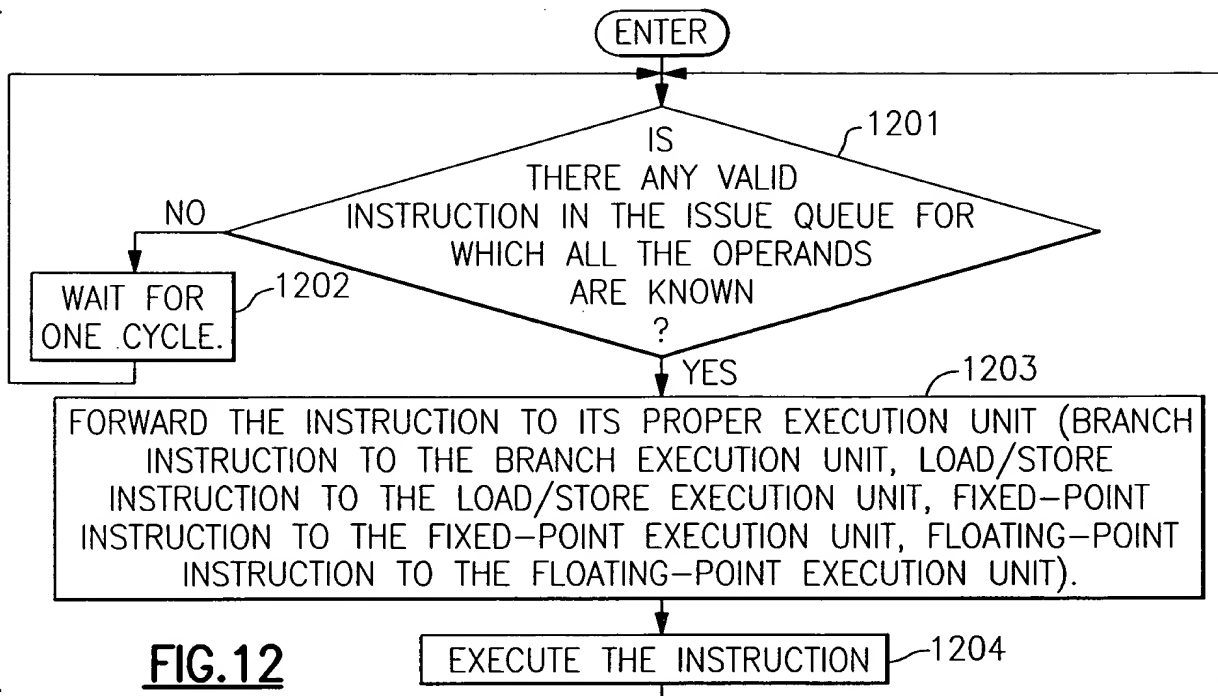 ENTER
1201
IS
THERE ANY VALID
INSTRUCTION IN THE ISSUE QUEUE FOR
WHICH ALL THE OPERANDS
ARE KNOWN
?
NO
WAIT FOR
ONE CYCLE.
1202
YES
1203
FORWARD THE INSTRUCTION TO ITS PROPER EXECUTION UNIT (BRANCH
INSTRUCTION TO THE BRANCH EXECUTION UNIT, LOAD/STORE
INSTRUCTION TO THE LOAD/STORE EXECUTION UNIT, FIXED–POINT
INSTRUCTION TO THE FIXED–POINT EXECUTION UNIT, FLOATING–POINT
INSTRUCTION TO THE FLOATING–POINT EXECUTION UNIT).
EXECUTE THE INSTRUCTION
1204
FIG.12